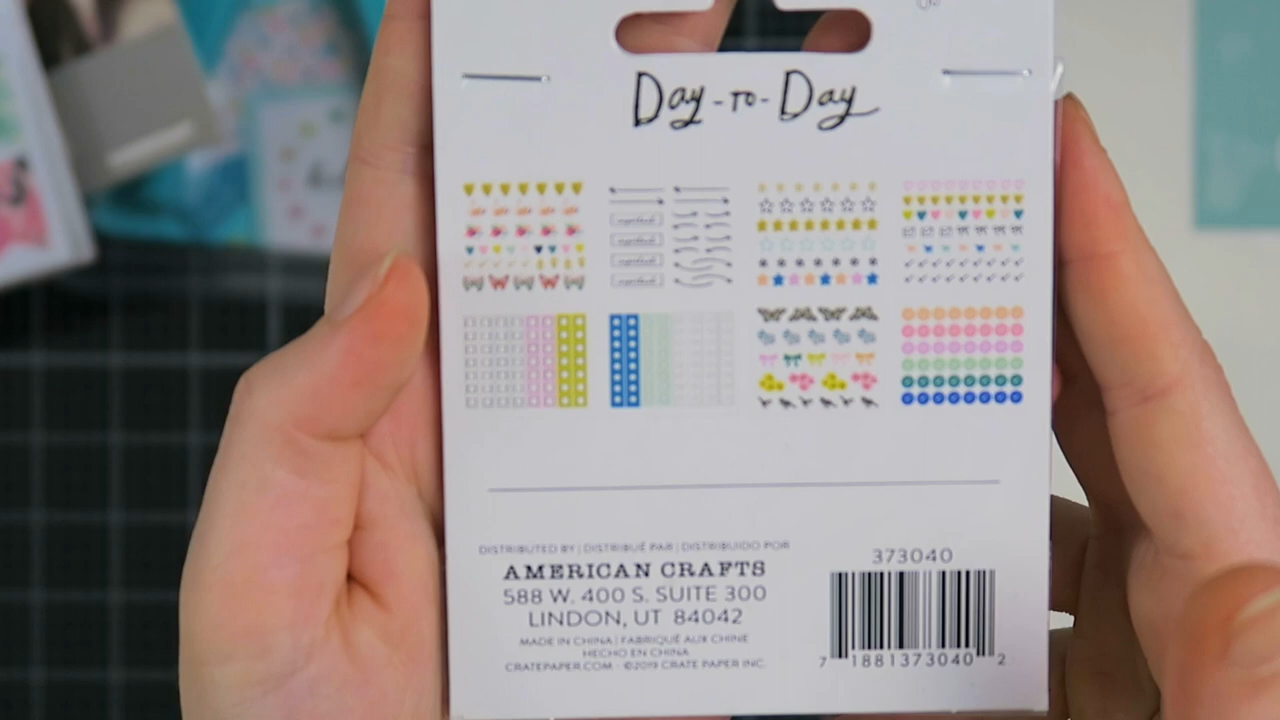 Day-to-Day
DISTRIBUTED BY | DISTRIBUÉ PAR | DISTRIBUIDO POR
AMERICAN CRAFTS
588 W. 400 S. SUITE 300
LINDON, UT 84042
MADE IN CHINA | FABRIQUÉ AUX CHINE
HECHO EN CHINA
CRATEPAPER.COM · ©2019 CRATE PAPER INC.
373040
7 18813 73040 2